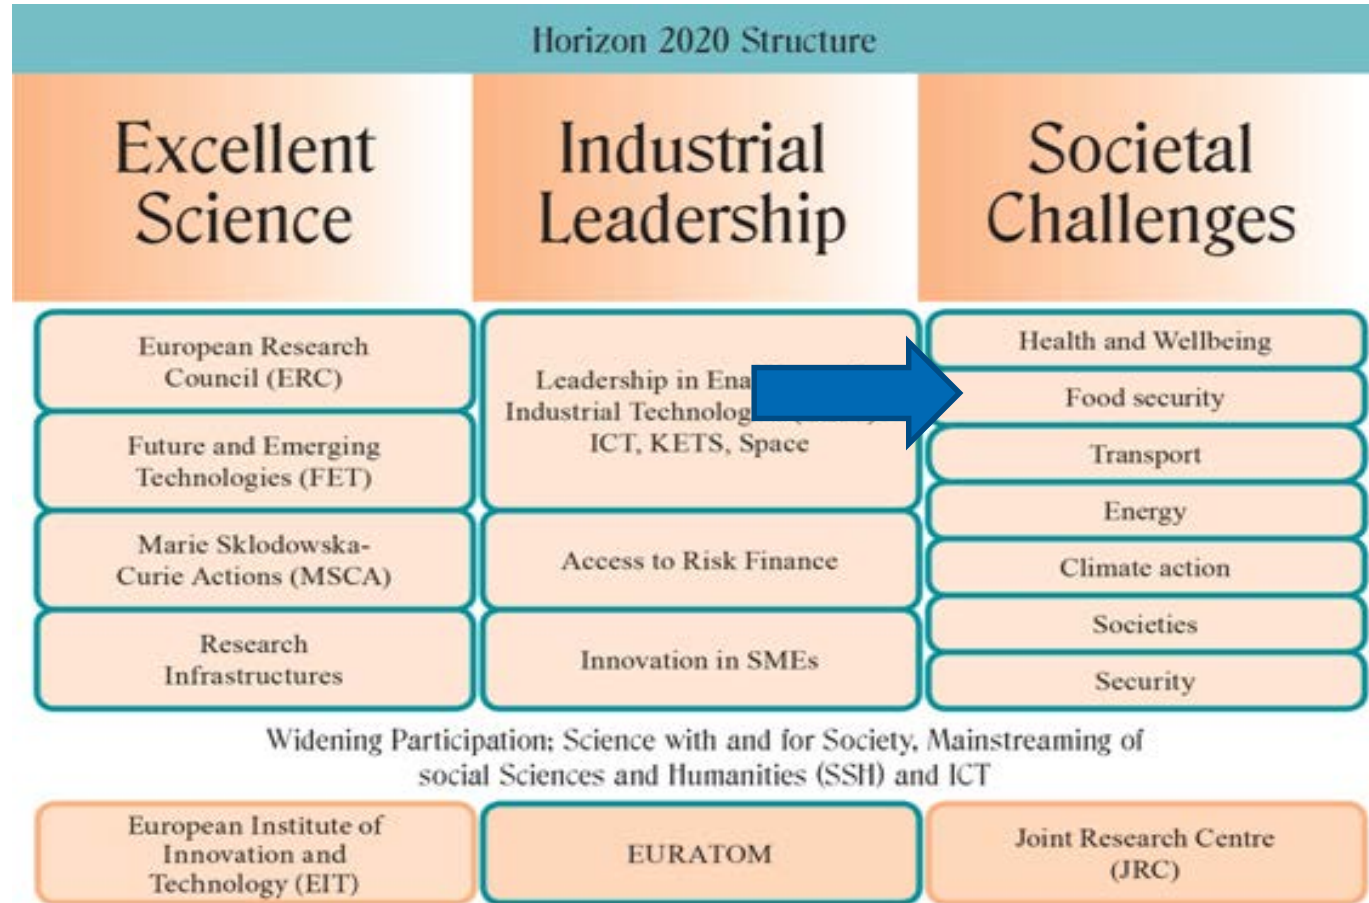 Horizon 2020 Structure
Excellent
Science
Industrial
Leadership
Societal
Challenges
European Research
Council (ERC)
Future and Emerging
Technologies (FET)
Marie Sklodowska-
Curie Actions (MSCA)
Research
Infrastructures
Leadership in
Industrial
ICT, KETS, Space
Access to Risk Finance
Innovation in SMEs
Health and Wellbeing
Food security
Transport
Energy
Climate action
Societies
Security
Widening Participation; Science with and for Society, Mainstreaming of
social Sciences and Humanities (SSH) and ICT
European Institute of
Innovation and
Technology (EIT)
EURATOM
Joint Research Centre
(JRC)